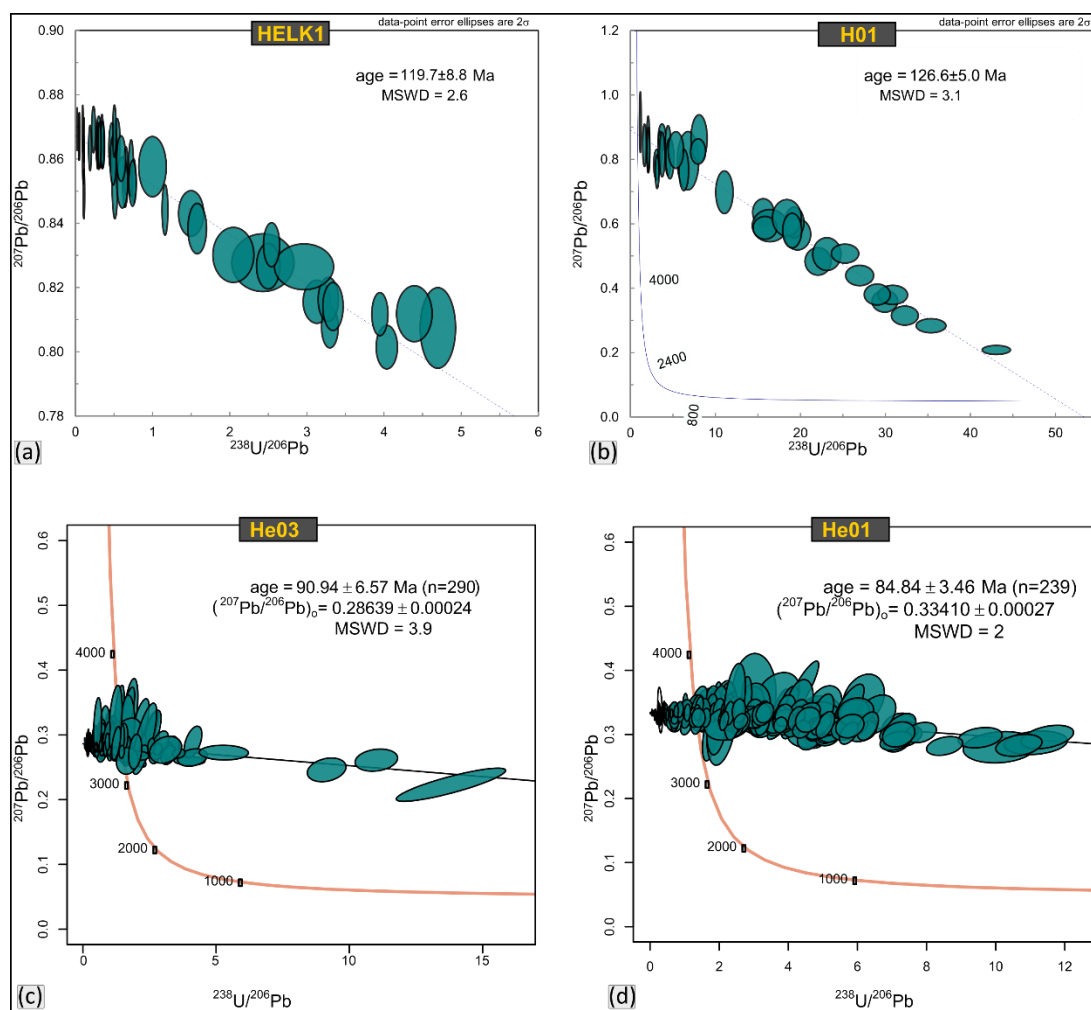 data-point error ellipses are 2σ
HELK1
age = 119.7±8.8 Ma
MSWD = 2.6
0.90
0.88
0.86
0.84
0.82
0.80
0.78
²⁰⁷Pb/²⁰⁶Pb
0 1 2 3 4 5 6
²³⁸U/²⁰⁶Pb
(a)
data-point error ellipses are 2σ
H01
age = 126.6±5.0 Ma
MSWD = 3.1
1.2
1.0
0.8
0.6
0.4
0.2
0.0
²⁰⁷Pb/²⁰⁶Pb
4000
2400
800
10 20 30 40 50
²³⁸U/²⁰⁶Pb
(b)
He03
age = 90.94 ± 6.57 Ma (n=290)
(²⁰⁷Pb/²⁰⁶Pb)ₒ= 0.28639 ± 0.00024
MSWD = 3.9
0.6
0.5
0.4
0.3
0.2
0.1
0.0
²⁰⁷Pb/²⁰⁶Pb
4000
3000
2000
1000
0 5 10 15
²³⁸U/²⁰⁶Pb
(c)
He01
age = 84.84 ± 3.46 Ma (n=239)
(²⁰⁷Pb/²⁰⁶Pb)ₒ= 0.33410 ± 0.00027
MSWD = 2
0.6
0.5
0.4
0.3
0.2
0.1
0.0
²⁰⁷Pb/²⁰⁶Pb
4000
3000
2000
1000
0 2 4 6 8 10 12
²³⁸U/²⁰⁶Pb
(d)